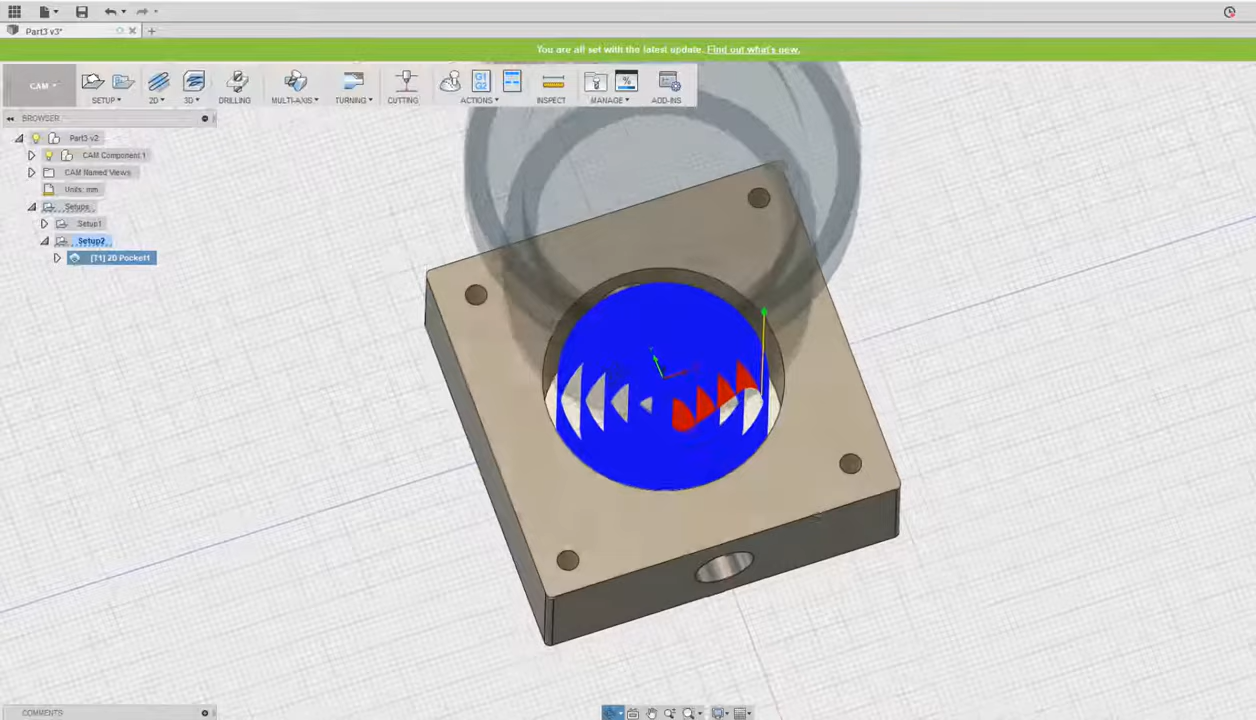 Part3 v3*
You are all set with the latest update. Find out what's new.
CAM
SETUP
2D
3D
DRILLING
MULTI-AXIS
TURNING
CUTTING
G1
G2
ACTIONS
INSPECT
MANAGE
ADD-INS
BROWSER
Part3 v2
CAM Component 1
CAM Named Views
Units: mm
Setups
Setup1
Setup2
[T1] 2D Pocket1
COMMENTS